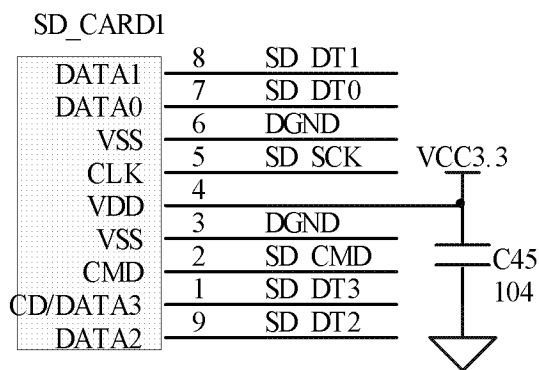 SD_CARD1
DATA1 8 SD DT1
DATA0 7 SD DT0
VSS 6 DGND
CLK 5 SD SCK
VCC3.3
VDD 4
VSS 3 DGND
CMD 2 SD CMD
C45
CD/DATA3 1 SD DT3
104
DATA2 9 SD DT2